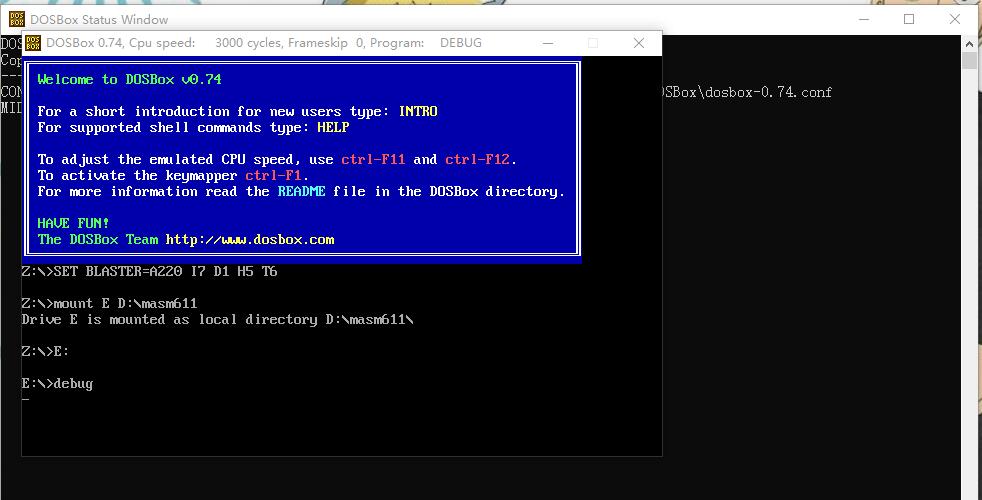 DOSBox Status Window
DOSBox 0.74, Cpu speed: 3000 cycles, Frameskip 0, Program: DEBUG
DOS
Cop
---
CON
SBox\dosbox-0.74.conf
MID
Welcome to DOSBox v0.74
For a short introduction for new users type: INTRO
For supported shell commands type: HELP
To adjust the emulated CPU speed, use ctrl-F11 and ctrl-F12.
To activate the keymapper ctrl-F1.
For more information read the README file in the DOSBox directory.
HAVE FUN!
The DOSBox Team http://www.dosbox.com
Z:\>SET BLASTER=A220 I7 D1 H5 T6
Z:\>mount E D:\masm611
Drive E is mounted as local directory D:\masm611\
Z:\>E:
E:\>debug
_